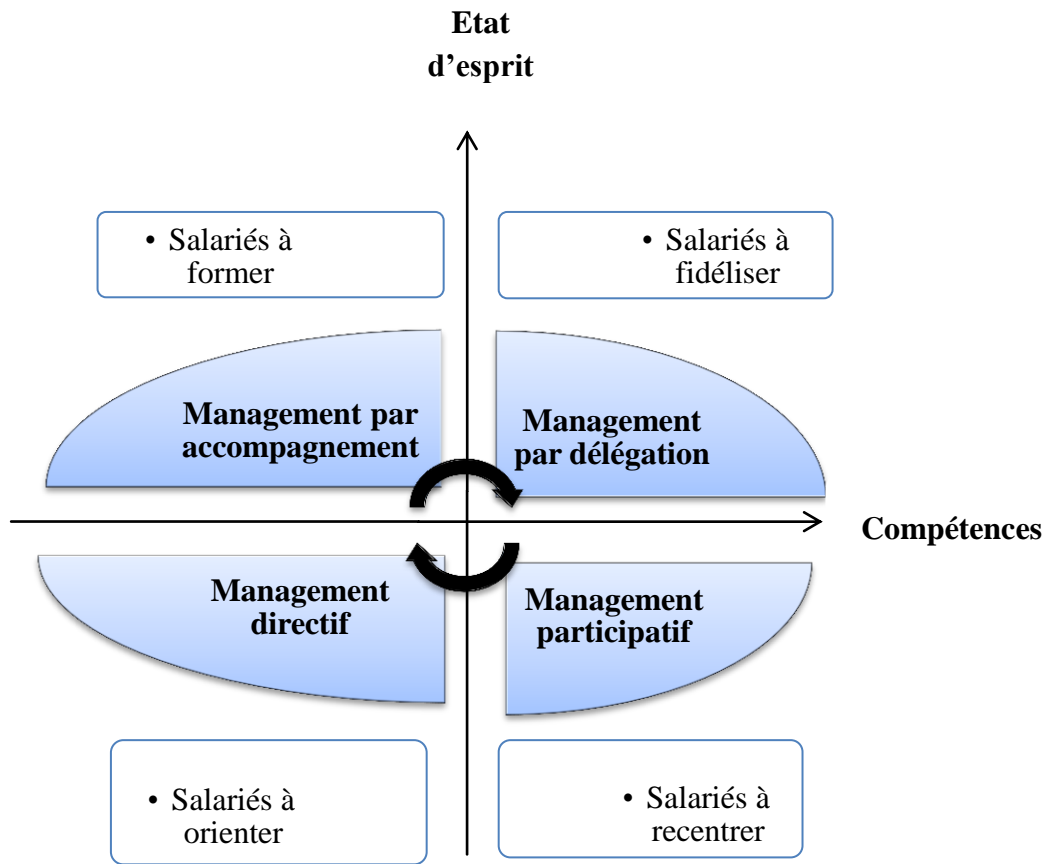 Etat
d’esprit
• Salariés à
former
• Salariés à
fidéliser
Management par
accompagnement
Management
par délégation
Compétences
Management
directif
Management
participatif
• Salariés à
orienter
• Salariés à
recentrer